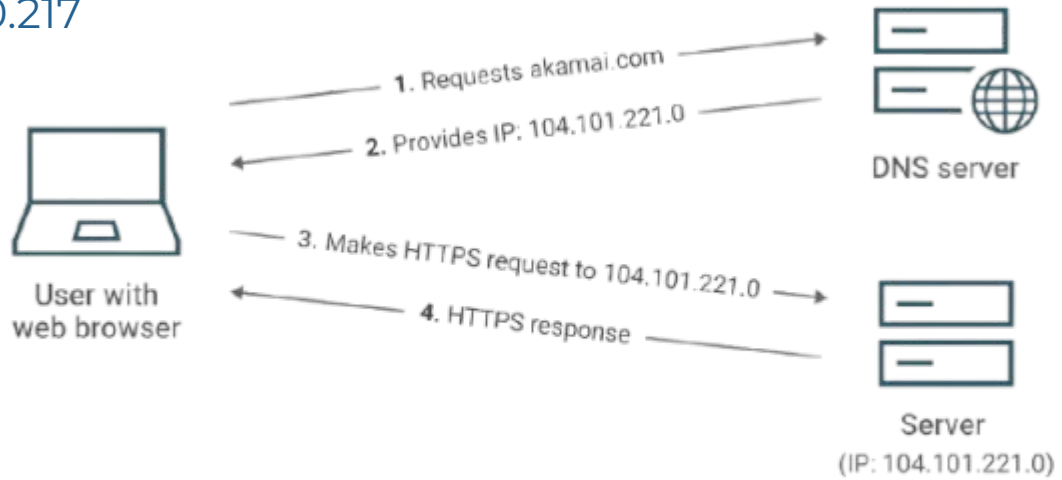 0.217
1. Requests akamai.com
2. Provides IP: 104.101.221.0
DNS server
3. Makes HTTPS request to 104.101.221.0
4. HTTPS response
User with
web browser
Server
(IP: 104.101.221.0)